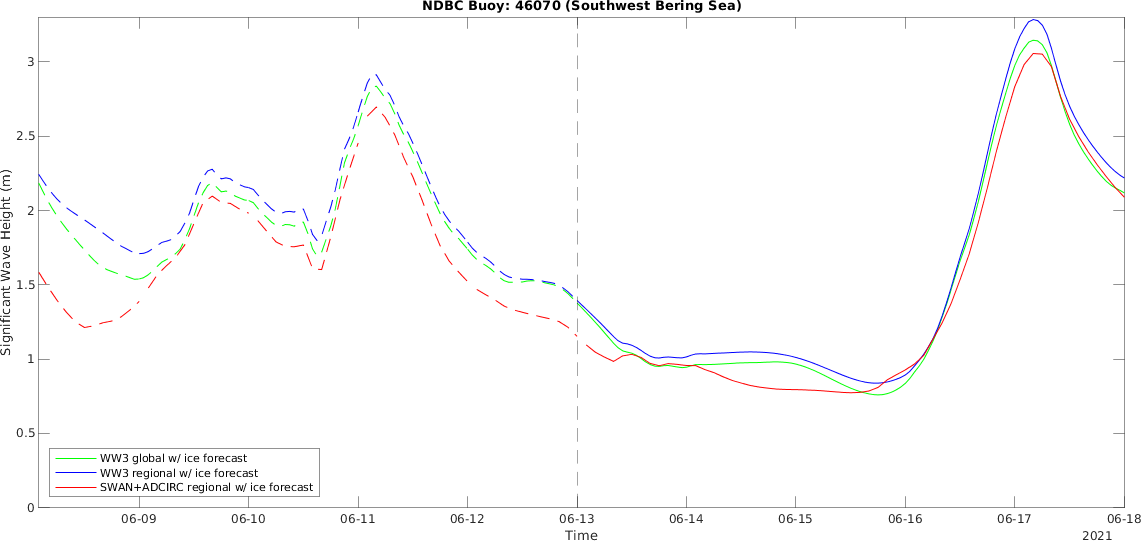 NDBC Buoy: 46070 (Southwest Bering Sea)
Significant Wave Height (m)
3
2.5
2
1.5
1
0.5
0
WW3 global w/ ice forecast
WW3 regional w/ ice forecast
SWAN+ADCIRC regional w/ ice forecast
06-09 06-10 06-11 06-12 06-13 06-14 06-15 06-16 06-17 06-18
Time
2021